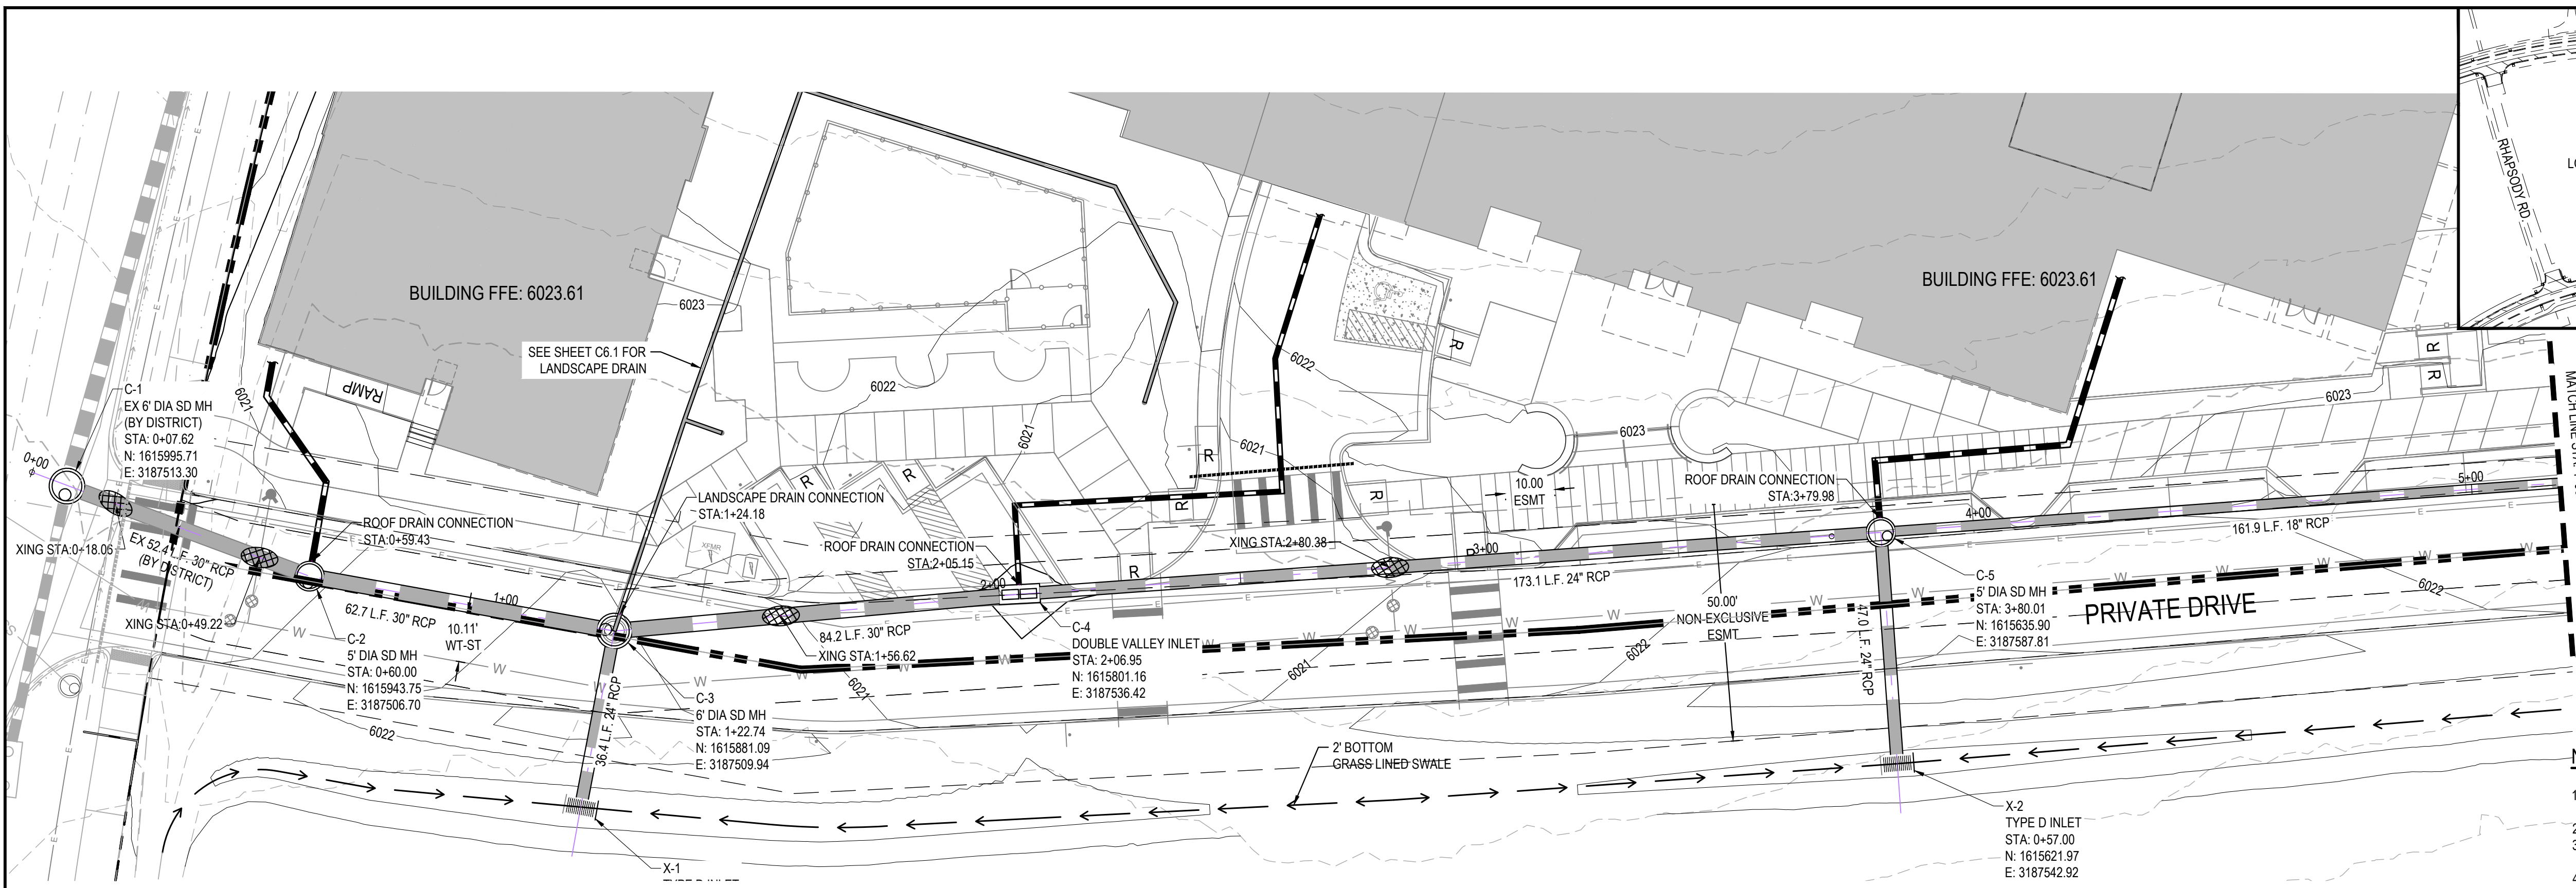 BUILDING FFE: 6023.61
BUILDING FFE: 6023.61
RHAPSODY RD.
SEE SHEET C6.1 FOR
LANDSCAPE DRAIN
RAMP
6023
6022
6021
6022
6021
6021
6023
6023
C-1
EX 6' DIA SD MH
(BY DISTRICT)
STA: 0+07.62
N: 1615995.71
E: 3187513.30
0+00
XING STA:0+18.06
EX 52.4 L.F. 30" RCP
(BY DISTRICT)
XING STA:0+49.22
ROOF DRAIN CONNECTION
STA:0+59.43
C-2
5' DIA SD MH
STA: 0+60.00
N: 1615943.75
E: 3187506.70
62.7 L.F. 30" RCP
10.11'
WT-ST
1+00
LANDSCAPE DRAIN CONNECTION
STA:1+24.18
XFMR
C-3
6' DIA SD MH
STA: 1+22.74
N: 1615881.09
E: 3187509.94
36.4 L.F. 24" RCP
XING STA:1+56.62
84.2 L.F. 30" RCP
ROOF DRAIN CONNECTION
STA:2+05.15
2+00
C-4
DOUBLE VALLEY INLET
STA: 2+06.95
N: 1615801.16
E: 3187536.42
XING STA:2+80.38
3+00
173.1 L.F. 24" RCP
10.00
ESMT
ROOF DRAIN CONNECTION
STA:3+79.98
50.00'
NON-EXCLUSIVE
ESMT
4+00
5+00
161.9 L.F. 18" RCP
C-5
5' DIA SD MH
STA: 3+80.01
N: 1615635.90
E: 3187587.81
47.0 L.F. 24" RCP
PRIVATE DRIVE
6022
6021
6021
6022
6022
2' BOTTOM
GRASS LINED SWALE
X-1
X-2
TYPE D INLET
STA: 0+57.00
N: 1615621.97
E: 3187542.92
R
R
R
R
R
R
R
R
R
MATCH LINE